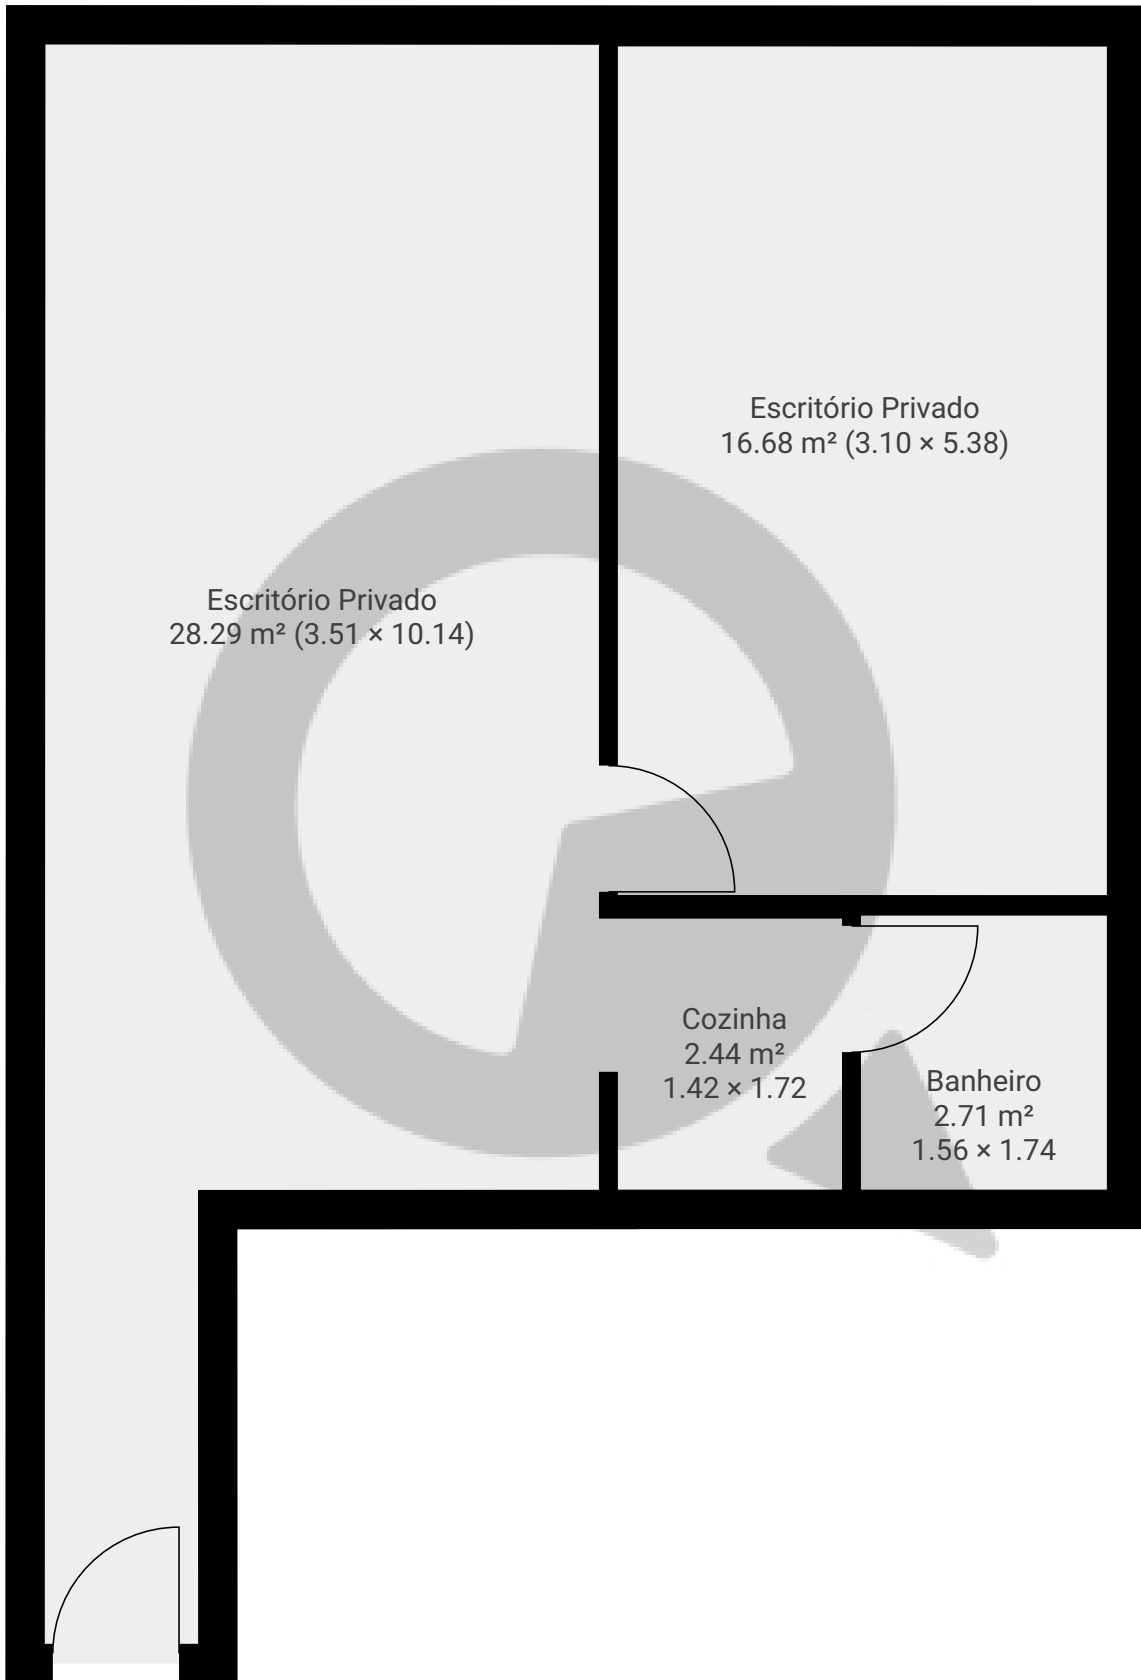 Escritório Privado
16.68 m² (3.10 × 5.38)
Escritório Privado
28.29 m² (3.51 × 10.14)
Cozinha
2.44 m²
1.42 × 1.72
Banheiro
2.71 m²
1.56 × 1.74